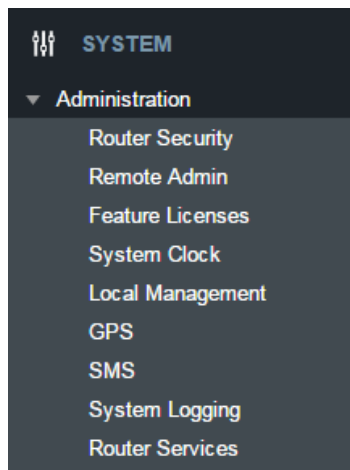 SYSTEM
Administration
Router Security
Remote Admin
Feature Licenses
System Clock
Local Management
GPS
SMS
System Logging
Router Services